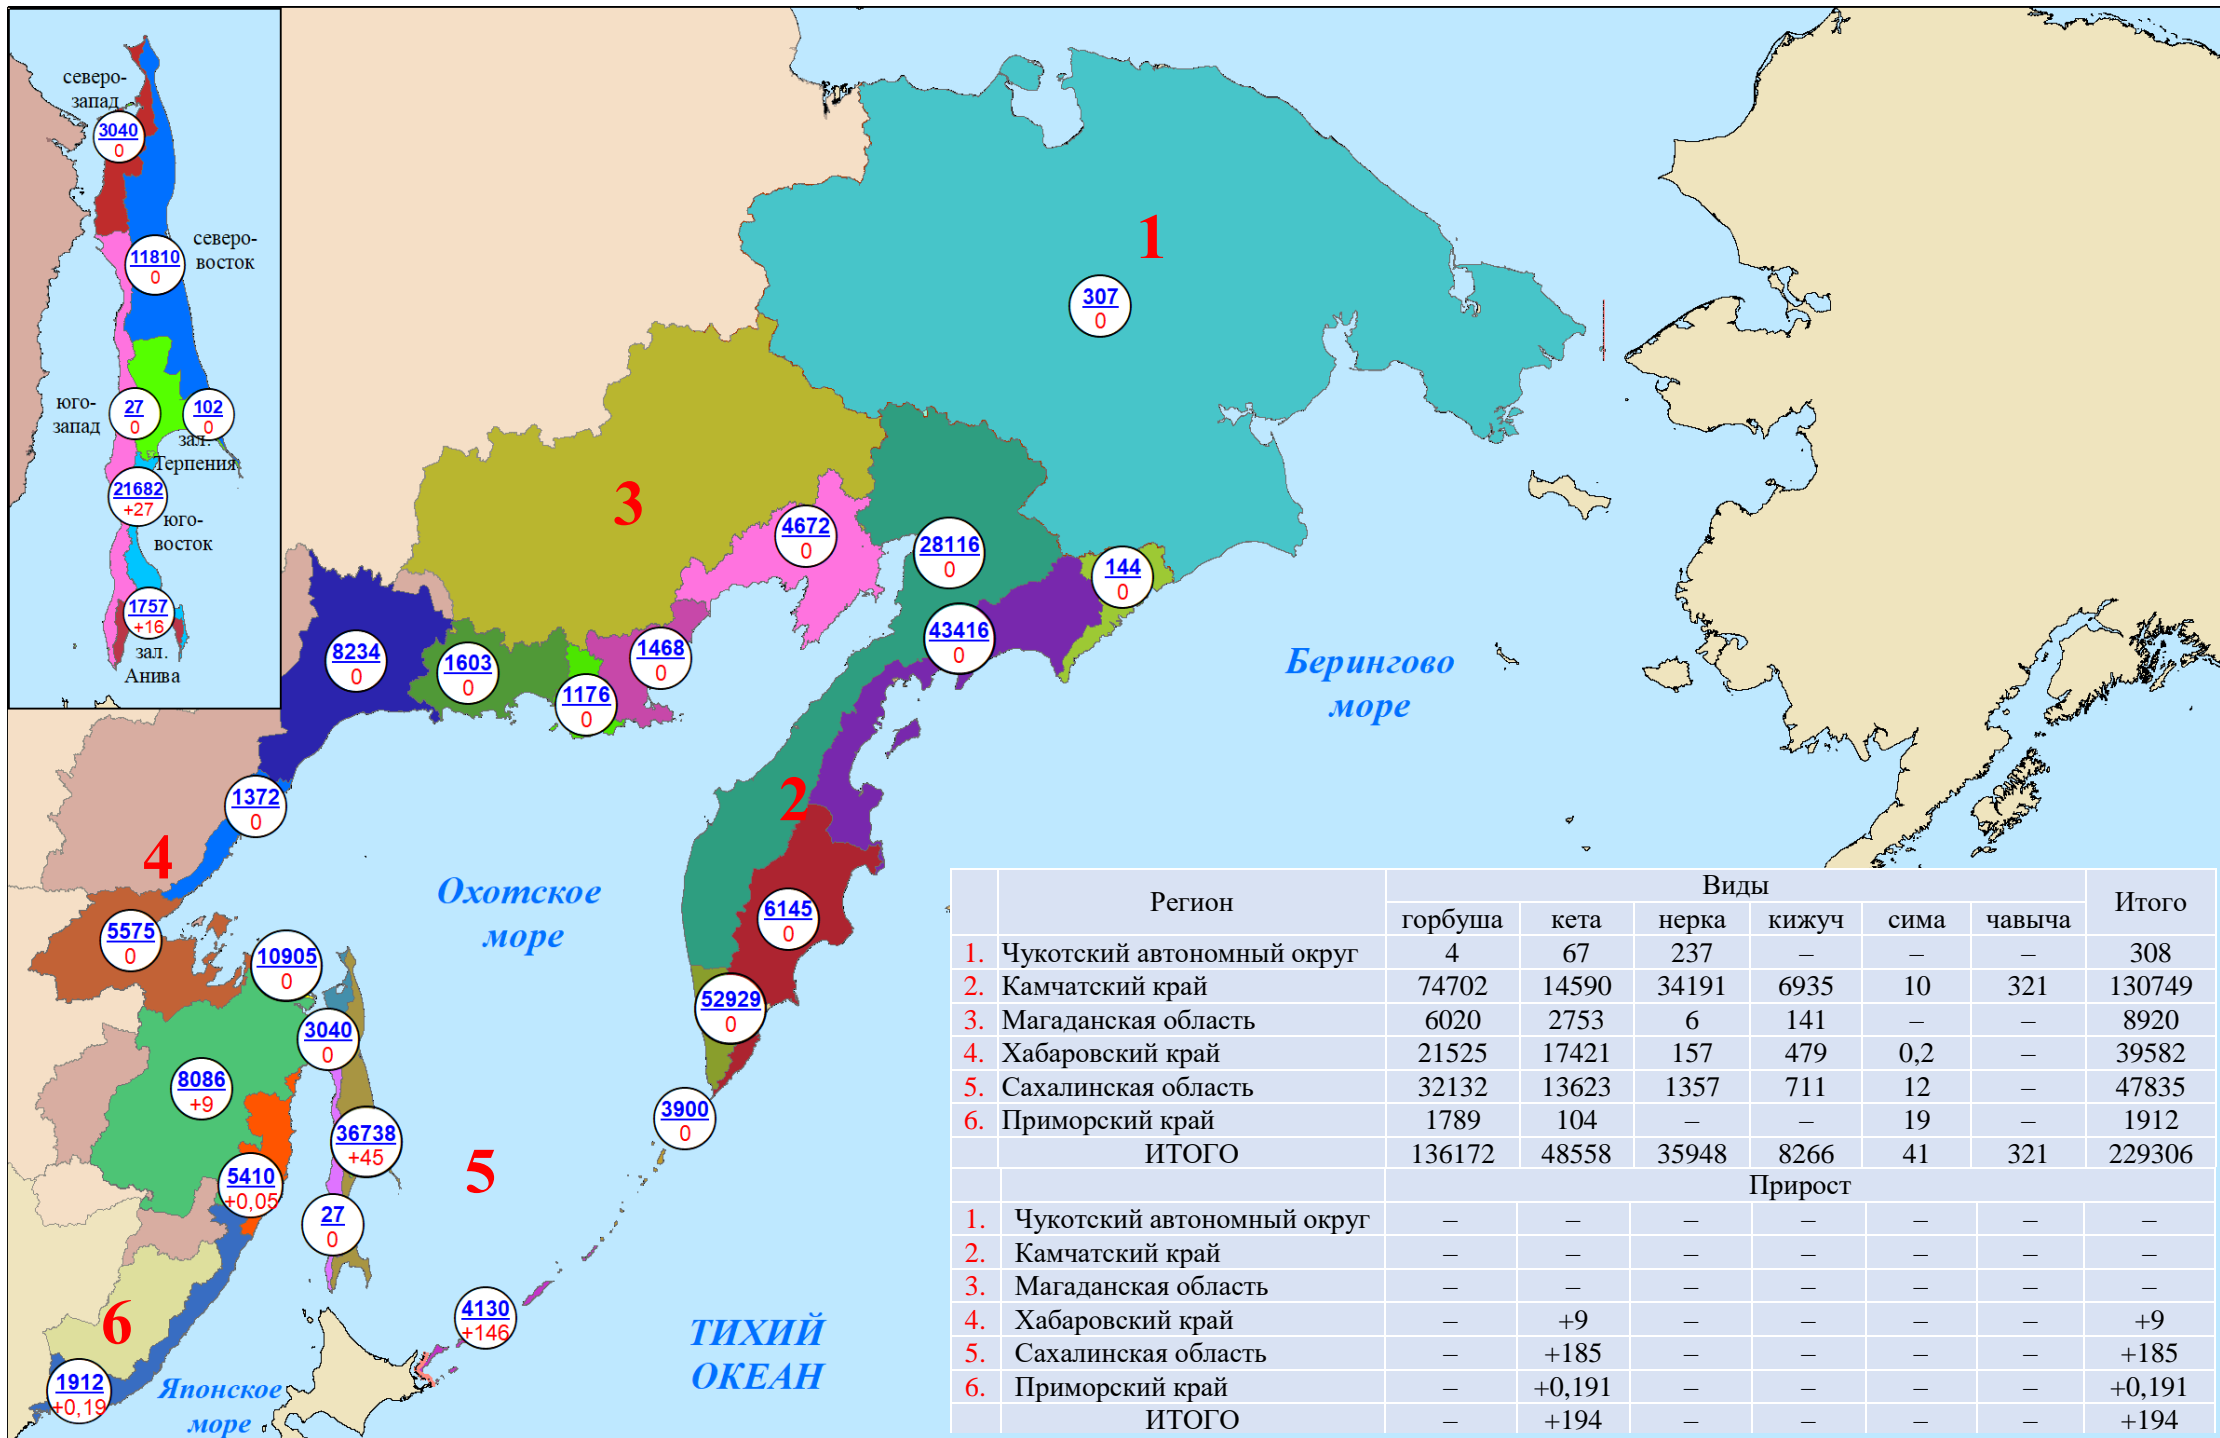 северо-
запад
3040
0
северо-
восток
11810
0
юго-
запад
27
0
102
0
зал.
Терпения
21682
+27
юго-
восток
1757
+16
зал.
Анива
1
307
0
3
4672
0
28116
0
144
0
43416
0
8234
0
1603
0
1468
0
1176
0
Берингово
море
1372
0
2
4
Охотское
море
6145
0
5575
0
10905
0
52929
0
3040
0
8086
+9
3900
0
36738
+45
5
5410
+0,05
27
0
6
4130
+146
ТИХИЙ
ОКЕАН
1912
+0,19
Японское
море
Регион Виды Итого
горбуша кета нерка кижуч сима чавыча
1. Чукотский автономный округ 4 67 237 – – – 308
2. Камчатский край 74702 14590 34191 6935 10 321 130749
3. Магаданская область 6020 2753 6 141 – – 8920
4. Хабаровский край 21525 17421 157 479 0,2 – 39582
5. Сахалинская область 32132 13623 1357 711 12 – 47835
6. Приморский край 1789 104 – – 19 – 1912
ИТОГО 136172 48558 35948 8266 41 321 229306
Прирост
1. Чукотский автономный округ – – – – – – –
2. Камчатский край – – – – – – –
3. Магаданская область – – – – – – –
4. Хабаровский край – +9 – – – – +9
5. Сахалинская область – +185 – – – – +185
6. Приморский край – +0,191 – – – – +0,191
ИТОГО – +194 – – – – +194